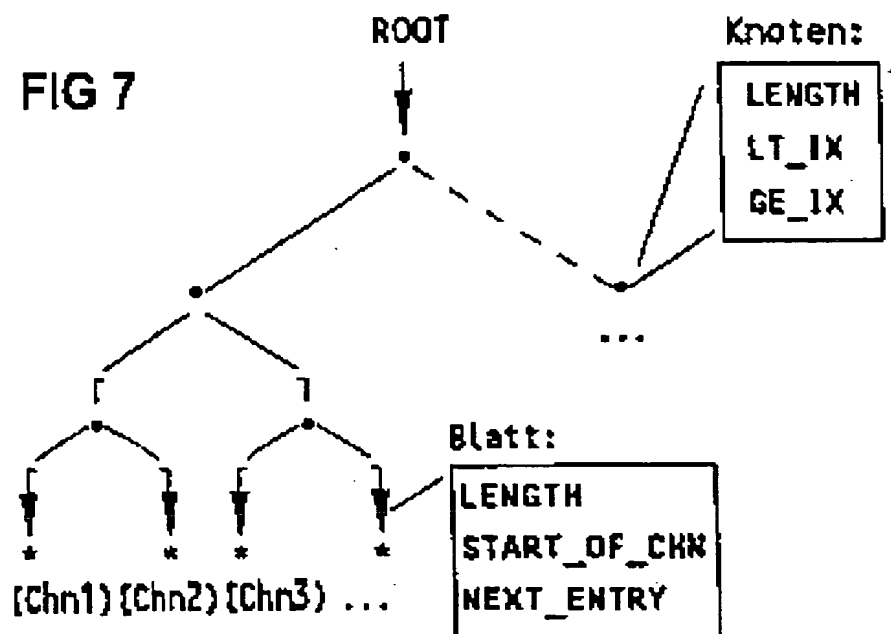 ROOT
Knoten:
FIG 7
LENGTH
LT_IX
GE_IX
...
Blatt:
LENGTH
START_OF_CHN
NEXT_ENTRY
* * * *
[Chn1) [Chn2) [Chn3) ...